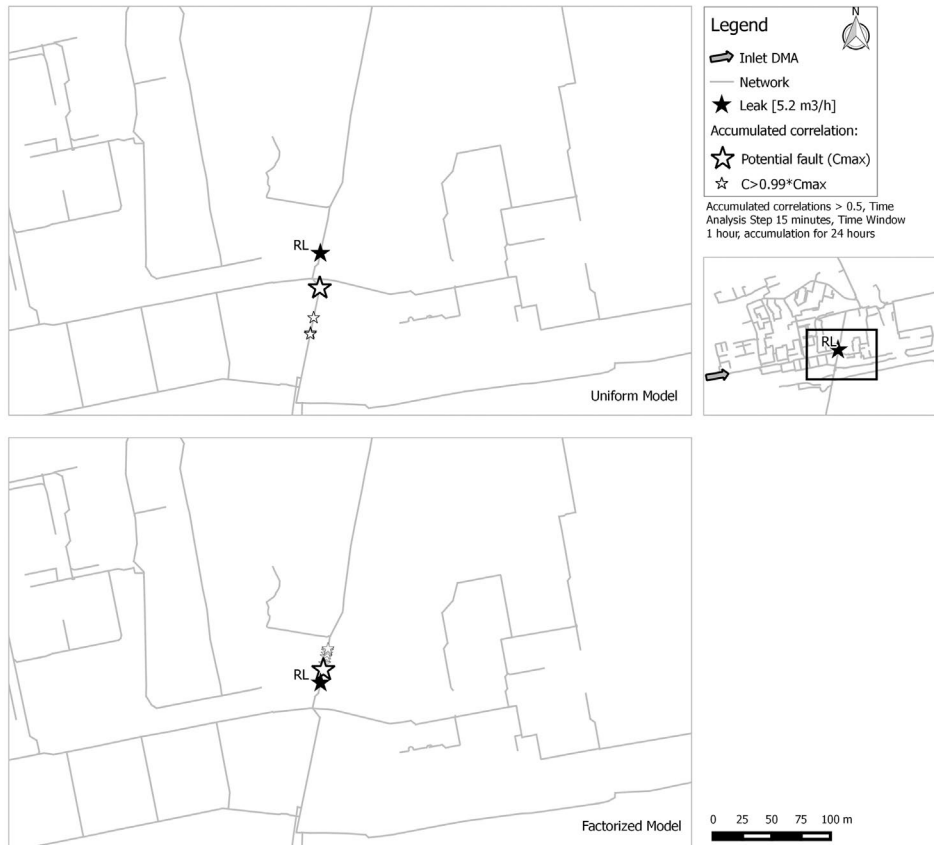 RL
Uniform Model
Legend
N
Inlet DMA
Network
Leak [5.2 m3/h]
Accumulated correlation:
Potential fault (Cmax)
C>0.99*Cmax
Accumulated correlations > 0.5, Time
Analysis Step 15 minutes, Time Window
1 hour, accumulation for 24 hours
RL
RL
Factorized Model
0 25 50 75 100 m